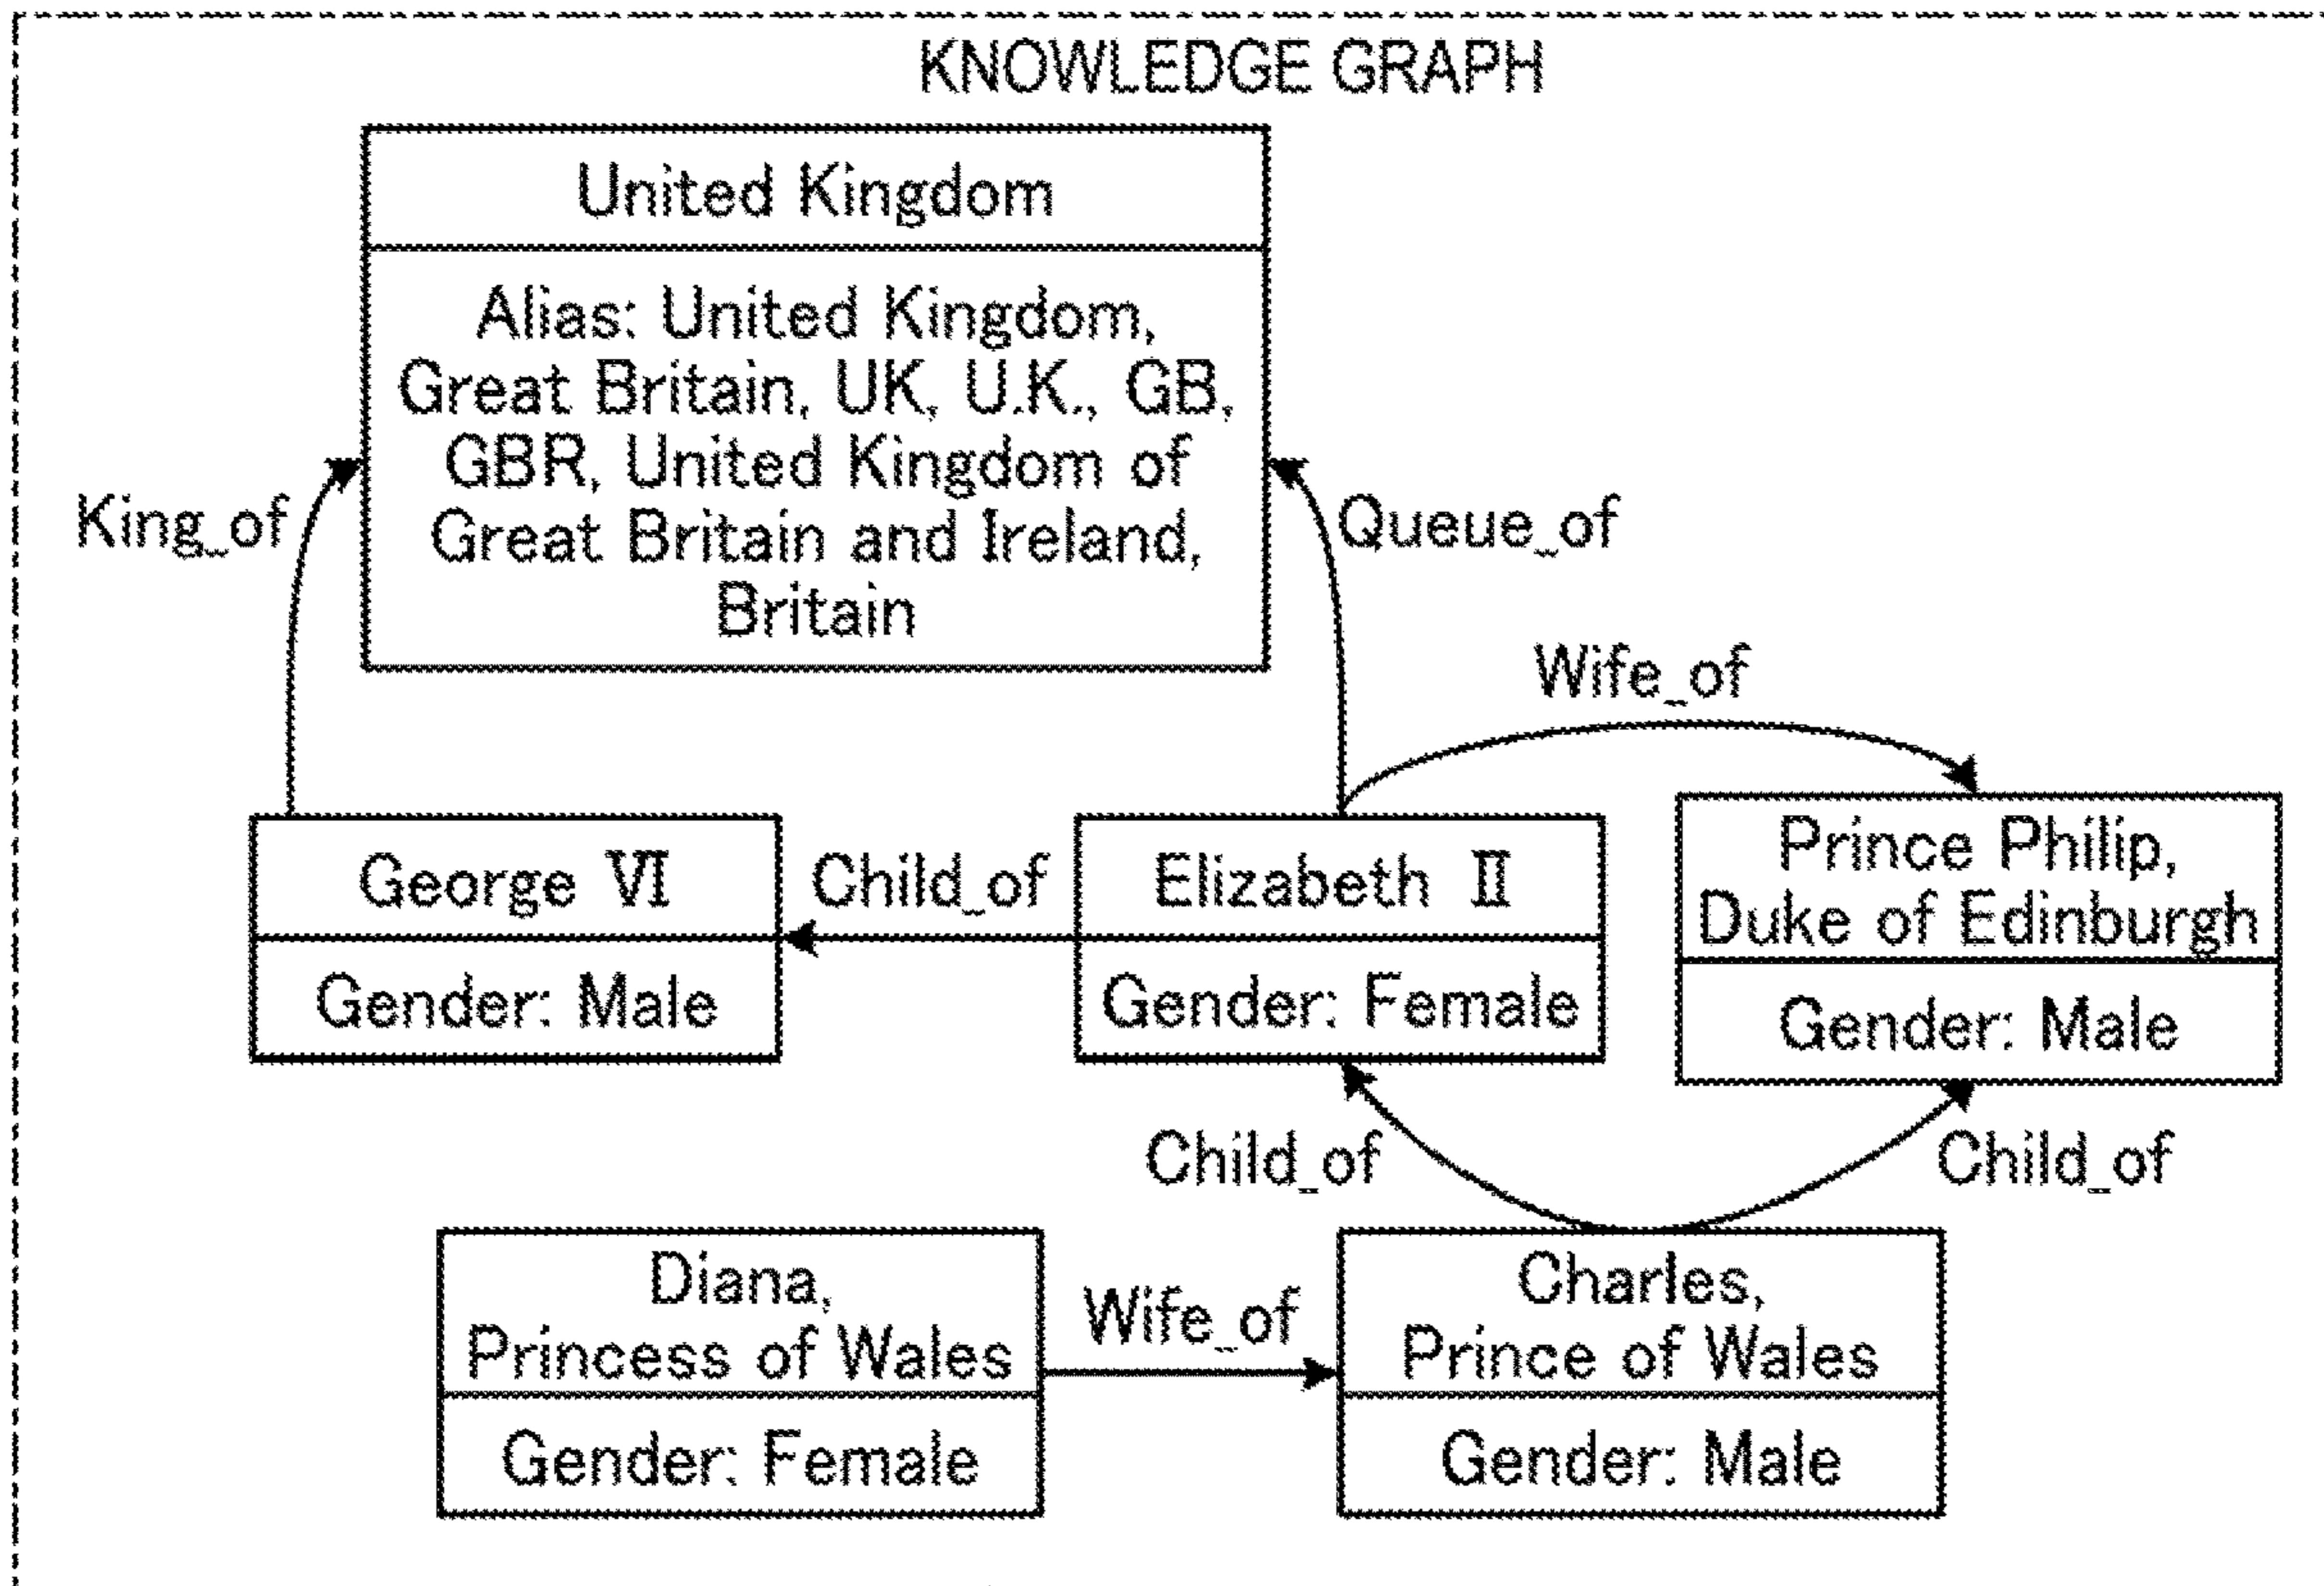 KNOWLEDGE GRAPH
United Kingdom
Alias: United Kingdom,
Great Britain, UK, U.K., GB,
GBR, United Kingdom of
Great Britain and Ireland,
Britain
King_of
Queue_of
Wife_of
George Ⅵ
Gender: Male
Child_of
Elizabeth Ⅱ
Gender: Female
Prince Philip,
Duke of Edinburgh
Gender: Male
Child_of
Child_of
Diana,
Princess of Wales
Gender: Female
Wife_of
Charles,
Prince of Wales
Gender: Male